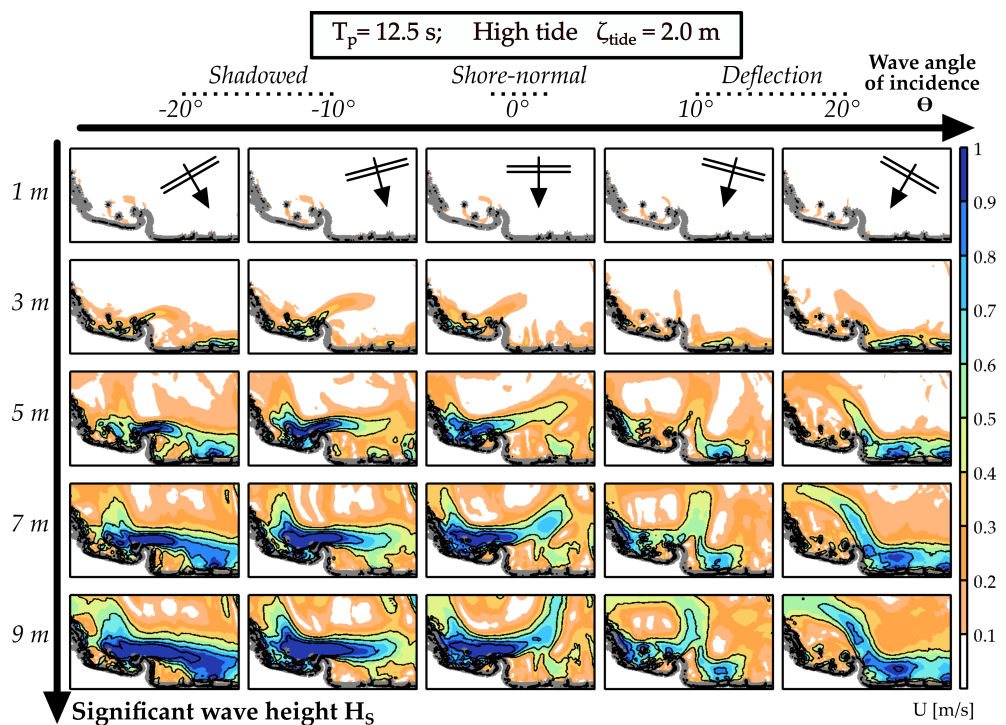 Tp= 12.5 s; High tide ζtide = 2.0 m
Shadowed Shore-normal Deflection
Wave angle
of incidence
Θ
-20° -10° 0° 10° 20°
1 m
3 m
5 m
7 m
9 m
1
0.9
0.8
0.7
0.6
0.5
0.4
0.3
0.2
0.1
Significant wave height Hs
U [m/s]